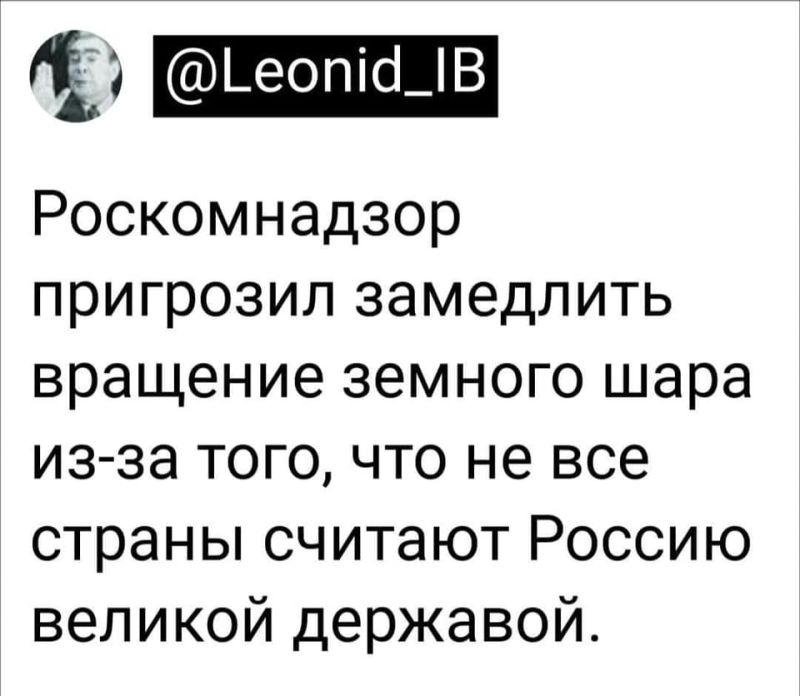 @Leonid_IB
Роскомнадзор
пригрозил замедлить
вращение земного шара
из-за того, что не все
страны считают Россию
великой державой.